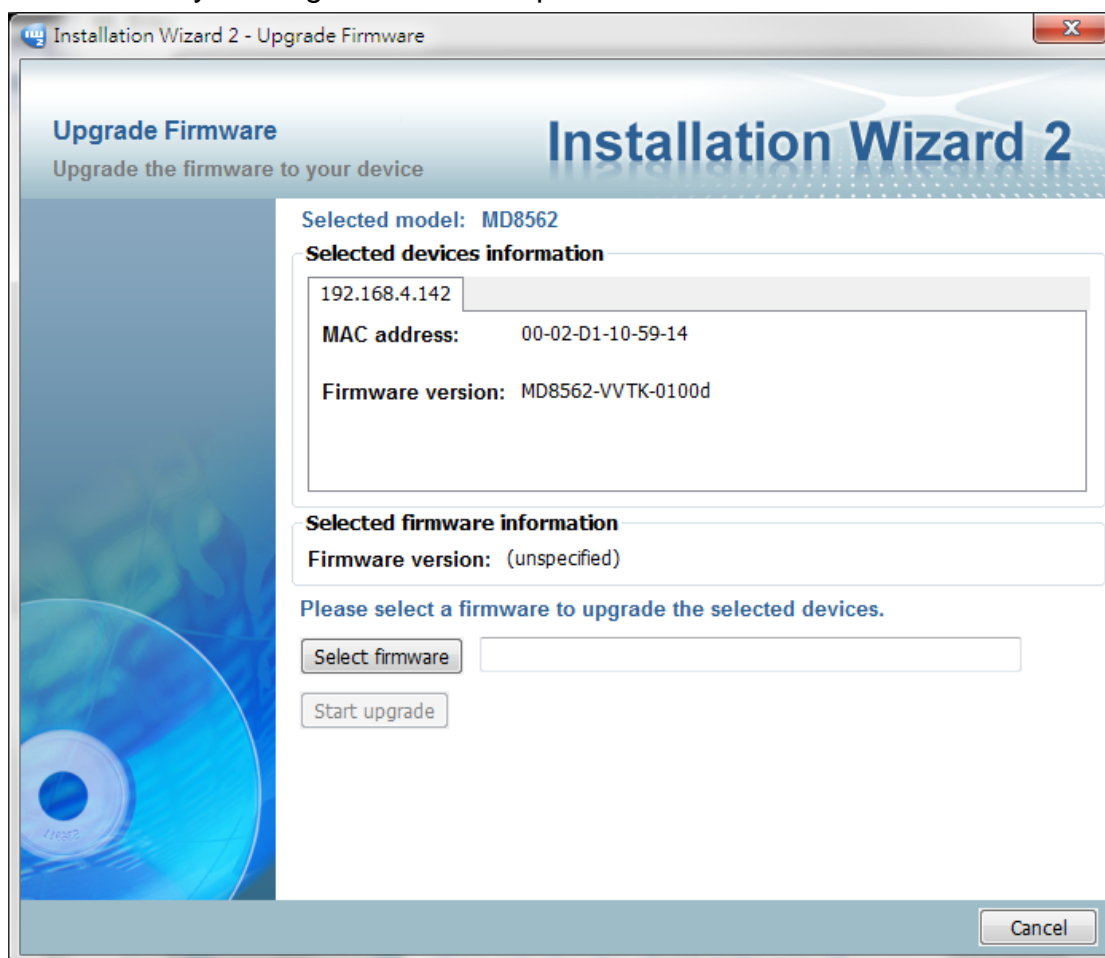 Installation Wizard 2 - Upgrade Firmware
Upgrade Firmware
Installation Wizard 2
Upgrade the firmware to your device
Selected model: MD8562
Selected devices information
192.168.4.142
MAC address: 00-02-D1-10-59-14
Firmware version: MD8562-VVTK-0100d
Selected firmware information
Firmware version: (unspecified)
Please select a firmware to upgrade the selected devices.
Select firmware
Start upgrade
Cancel